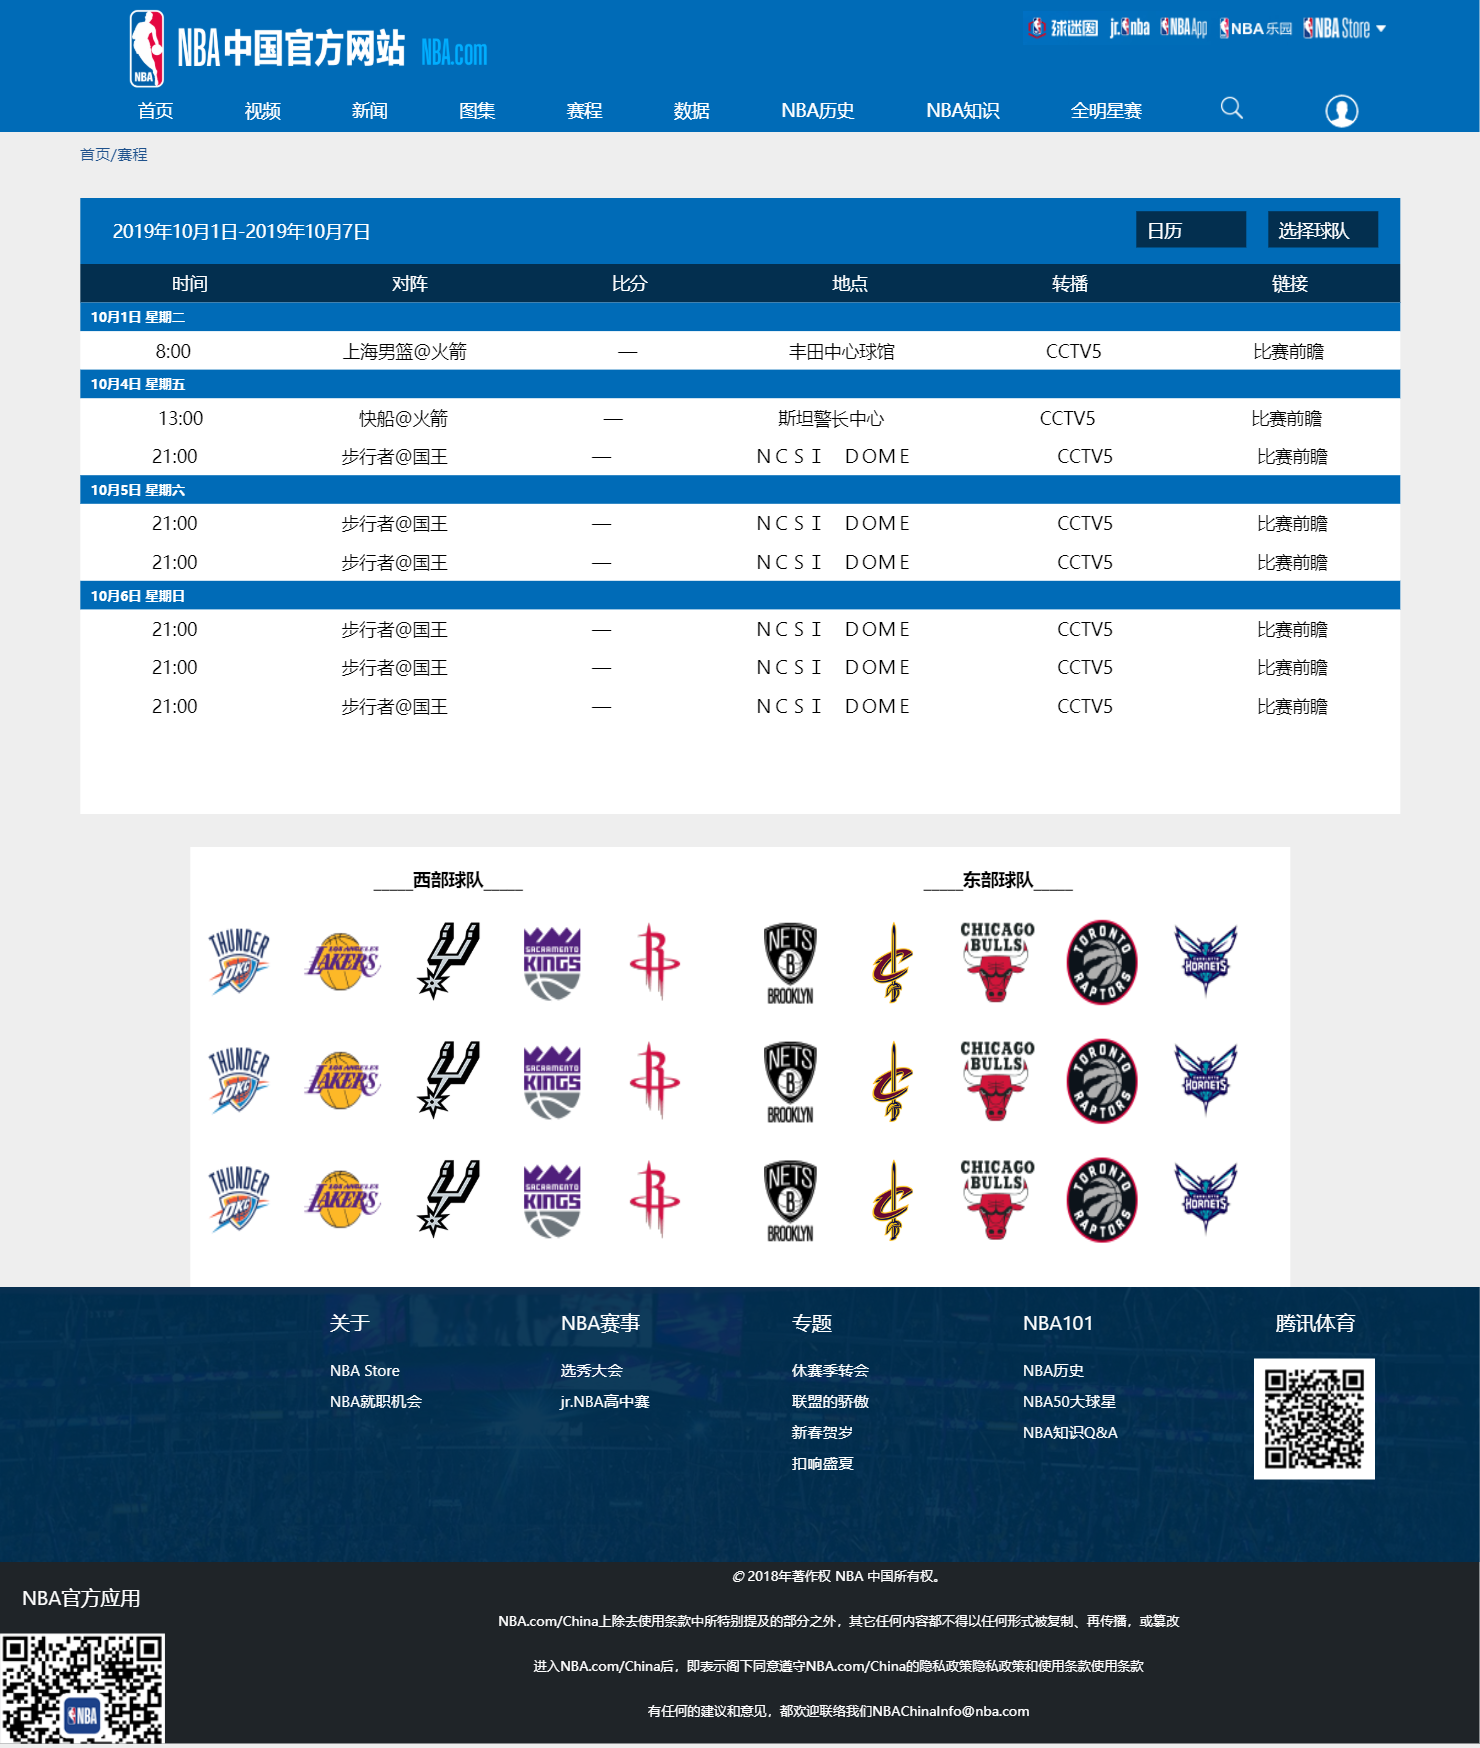 NBA中国官方网站 NBA.com
球迷圈 jr.nba NBA App NBA乐园 NBA Store
NBA
首页 视频 新闻 图集 赛程 数据 NBA历史 NBA知识 全明星赛
首页/赛程
2019年10月1日-2019年10月7日 日历 选择球队
时间 对阵 比分 地点 转播 链接
10月1日 星期二
8:00 上海男篮@火箭 — 丰田中心球馆 CCTV5 比赛前瞻
10月4日 星期五
13:00 快船@火箭 — 斯坦警长中心 CCTV5 比赛前瞻
21:00 步行者@国王 — ＮＣＳＩ　ＤＯＭＥ CCTV5 比赛前瞻
10月5日 星期六
21:00 步行者@国王 — ＮＣＳＩ　ＤＯＭＥ CCTV5 比赛前瞻
21:00 步行者@国王 — ＮＣＳＩ　ＤＯＭＥ CCTV5 比赛前瞻
10月6日 星期日
21:00 步行者@国王 — ＮＣＳＩ　ＤＯＭＥ CCTV5 比赛前瞻
21:00 步行者@国王 — ＮＣＳＩ　ＤＯＭＥ CCTV5 比赛前瞻
21:00 步行者@国王 — ＮＣＳＩ　ＤＯＭＥ CCTV5 比赛前瞻
_____西部球队_____ _____东部球队_____
THUNDER OKC LOS ANGELES LAKERS SACRAMENTO KINGS R NETS B BROOKLYN C CHICAGO BULLS TORONTO RAPTORS CHARLOTTE HORNETS
THUNDER OKC LOS ANGELES LAKERS SACRAMENTO KINGS R NETS B BROOKLYN C CHICAGO BULLS TORONTO RAPTORS CHARLOTTE HORNETS
THUNDER OKC LOS ANGELES LAKERS SACRAMENTO KINGS R NETS B BROOKLYN C CHICAGO BULLS TORONTO RAPTORS CHARLOTTE HORNETS
关于 NBA赛事 专题 NBA101 腾讯体育
NBA Store 选秀大会 休赛季转会 NBA历史
NBA就职机会 jr.NBA高中赛 联盟的骄傲 NBA50大球星
新春贺岁 NBA知识Q&A
扣响盛夏
© 2018年著作权 NBA 中国所有权。
NBA官方应用
NBA.com/China上除去使用条款中所特别提及的部分之外，其它任何内容都不得以任何形式被复制、再传播，或篡改
进入NBA.com/China后，即表示阁下同意遵守NBA.com/China的隐私政策隐私政策和使用条款使用条款
有任何的建议和意见，都欢迎联络我们NBAChinaInfo@nba.com
NBA